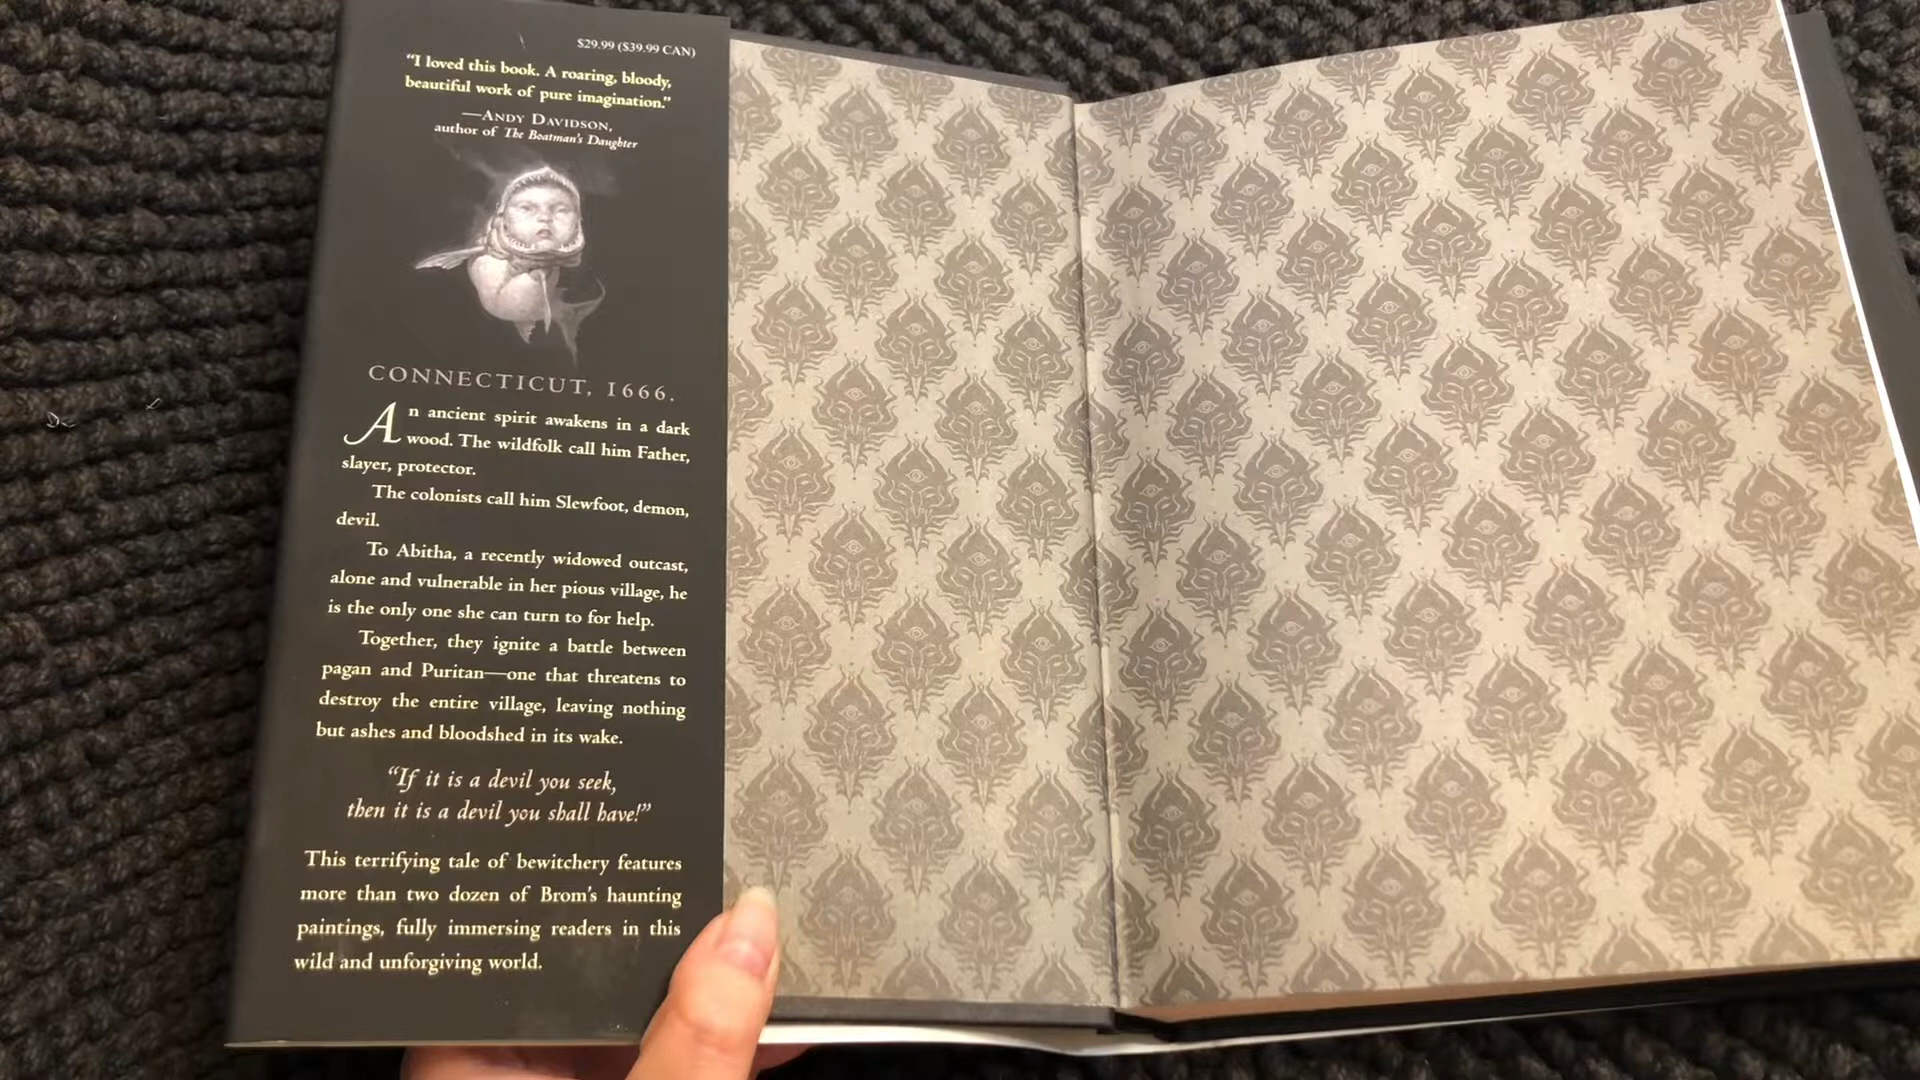 $29.99 ($39.99 CAN)
“I loved this book. A roaring, bloody,
beautiful work of pure imagination.”
—Andy Davidson,
author of The Boatman’s Daughter
CONNECTICUT, 1666.
An ancient spirit awakens in a dark
wood. The wildfolk call him Father,
slayer, protector.
The colonists call him Slewfoot, demon,
devil.
To Abitha, a recently widowed outcast,
alone and vulnerable in her pious village, he
is the only one she can turn to for help.
Together, they ignite a battle between
pagan and Puritan—one that threatens to
destroy the entire village, leaving nothing
but ashes and bloodshed in its wake.
“If it is a devil you seek,
then it is a devil you shall have!”
This terrifying tale of bewitchery features
more than two dozen of Brom’s haunting
paintings, fully immersing readers in this
wild and unforgiving world.